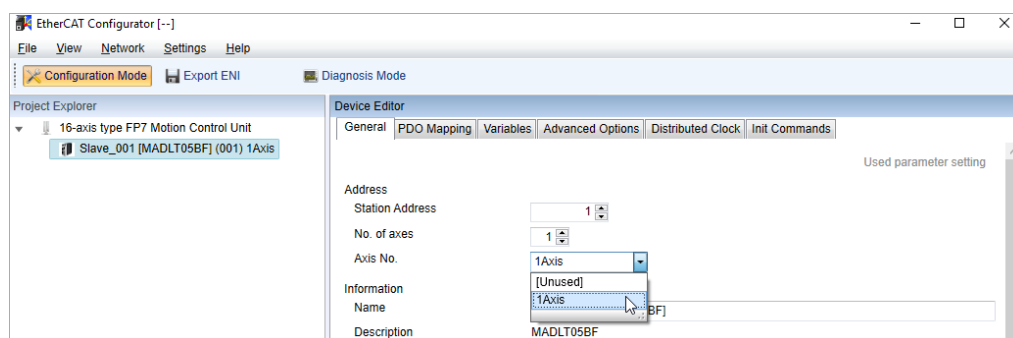 EtherCAT Configurator [--]
File View Network Settings Help
Configuration Mode Export ENI Diagnosis Mode
Project Explorer
16-axis type FP7 Motion Control Unit
Slave_001 [MADLT05BF] (001) 1Axis
Device Editor
General PDO Mapping Variables Advanced Options Distributed Clock Init Commands
Used parameter setting
Address
Station Address 1
No. of axes 1
Axis No. 1Axis
[Unused]
1Axis
Information
Name BF]
Description MADLT05BF